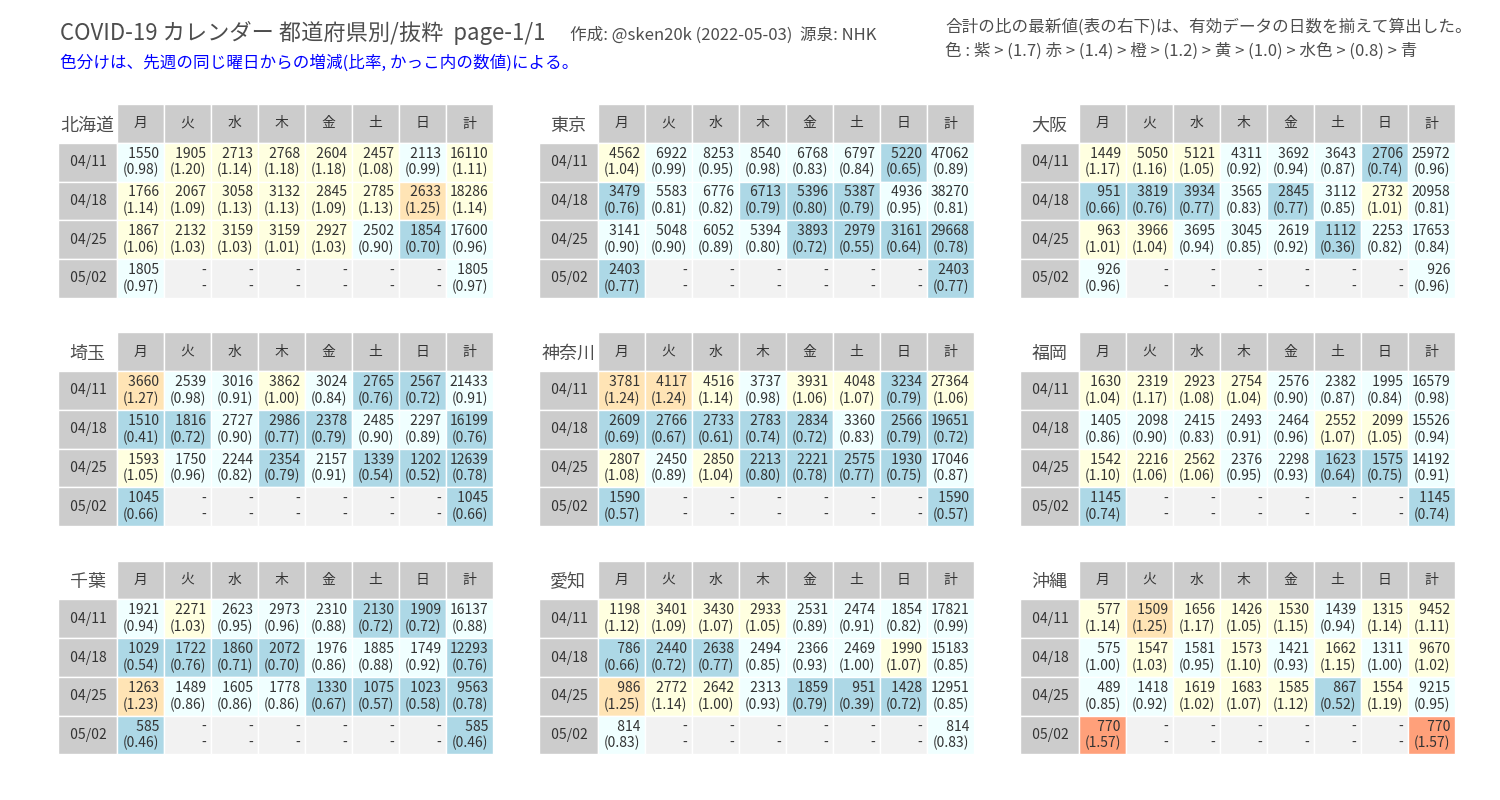 COVID-19 カレンダー 都道府県別/抜粋 page-1/1 作成: @sken20k (2022-05-03) 源泉: NHK
合計の比の最新値(表の右下)は、有効データの日数を揃えて算出した。
色分けは、先週の同じ曜日からの増減(比率, かっこ内の数値)による。
色 : 紫 > (1.7) 赤 > (1.4) > 橙 > (1.2) > 黄 > (1.0) > 水色 > (0.8) > 青
北海道 月 火 水 木 金 土 日 計
04/11 1550 1905 2713 2768 2604 2457 2113 16110
(0.98) (1.20) (1.14) (1.18) (1.18) (1.08) (0.99) (1.11)
04/18 1766 2067 3058 3132 2845 2785 2633 18286
(1.14) (1.09) (1.13) (1.13) (1.09) (1.13) (1.25) (1.14)
04/25 1867 2132 3159 3159 2927 2502 1854 17600
(1.06) (1.03) (1.03) (1.01) (1.03) (0.90) (0.70) (0.96)
05/02 1805 - - - - - - 1805
(0.97) - - - - - - (0.97)
東京 月 火 水 木 金 土 日 計
04/11 4562 6922 8253 8540 6768 6797 5220 47062
(1.04) (0.99) (0.95) (0.98) (0.83) (0.84) (0.65) (0.89)
04/18 3479 5583 6776 6713 5396 5387 4936 38270
(0.76) (0.81) (0.82) (0.79) (0.80) (0.79) (0.95) (0.81)
04/25 3141 5048 6052 5394 3893 2979 3161 29668
(0.90) (0.90) (0.89) (0.80) (0.72) (0.55) (0.64) (0.78)
05/02 2403 - - - - - - 2403
(0.77) - - - - - - (0.77)
大阪 月 火 水 木 金 土 日 計
04/11 1449 5050 5121 4311 3692 3643 2706 25972
(1.17) (1.16) (1.05) (0.92) (0.94) (0.87) (0.74) (0.96)
04/18 951 3819 3934 3565 2845 3112 2732 20958
(0.66) (0.76) (0.77) (0.83) (0.77) (0.85) (1.01) (0.81)
04/25 963 3966 3695 3045 2619 1112 2253 17653
(1.01) (1.04) (0.94) (0.85) (0.92) (0.36) (0.82) (0.84)
05/02 926 - - - - - - 926
(0.96) - - - - - - (0.96)
埼玉 月 火 水 木 金 土 日 計
04/11 3660 2539 3016 3862 3024 2765 2567 21433
(1.27) (0.98) (0.91) (1.00) (0.84) (0.76) (0.72) (0.91)
04/18 1510 1816 2727 2986 2378 2485 2297 16199
(0.41) (0.72) (0.90) (0.77) (0.79) (0.90) (0.89) (0.76)
04/25 1593 1750 2244 2354 2157 1339 1202 12639
(1.05) (0.96) (0.82) (0.79) (0.91) (0.54) (0.52) (0.78)
05/02 1045 - - - - - - 1045
(0.66) - - - - - - (0.66)
神奈川 月 火 水 木 金 土 日 計
04/11 3781 4117 4516 3737 3931 4048 3234 27364
(1.24) (1.24) (1.14) (0.98) (1.06) (1.07) (0.79) (1.06)
04/18 2609 2766 2733 2783 2834 3360 2566 19651
(0.69) (0.67) (0.61) (0.74) (0.72) (0.83) (0.79) (0.72)
04/25 2807 2450 2850 2213 2221 2575 1930 17046
(1.08) (0.89) (1.04) (0.80) (0.78) (0.77) (0.75) (0.87)
05/02 1590 - - - - - - 1590
(0.57) - - - - - - (0.57)
福岡 月 火 水 木 金 土 日 計
04/11 1630 2319 2923 2754 2576 2382 1995 16579
(1.04) (1.17) (1.08) (1.04) (0.90) (0.87) (0.84) (0.98)
04/18 1405 2098 2415 2493 2464 2552 2099 15526
(0.86) (0.90) (0.83) (0.91) (0.96) (1.07) (1.05) (0.94)
04/25 1542 2216 2562 2376 2298 1623 1575 14192
(1.10) (1.06) (1.06) (0.95) (0.93) (0.64) (0.75) (0.91)
05/02 1145 - - - - - - 1145
(0.74) - - - - - - (0.74)
千葉 月 火 水 木 金 土 日 計
04/11 1921 2271 2623 2973 2310 2130 1909 16137
(0.94) (1.03) (0.95) (0.96) (0.88) (0.72) (0.72) (0.88)
04/18 1029 1722 1860 2072 1976 1885 1749 12293
(0.54) (0.76) (0.71) (0.70) (0.86) (0.88) (0.92) (0.76)
04/25 1263 1489 1605 1778 1330 1075 1023 9563
(1.23) (0.86) (0.86) (0.86) (0.67) (0.57) (0.58) (0.78)
05/02 585 - - - - - - 585
(0.46) - - - - - - (0.46)
愛知 月 火 水 木 金 土 日 計
04/11 1198 3401 3430 2933 2531 2474 1854 17821
(1.12) (1.09) (1.07) (1.05) (0.89) (0.91) (0.82) (0.99)
04/18 786 2440 2638 2494 2366 2469 1990 15183
(0.66) (0.72) (0.77) (0.85) (0.93) (1.00) (1.07) (0.85)
04/25 986 2772 2642 2313 1859 951 1428 12951
(1.25) (1.14) (1.00) (0.93) (0.79) (0.39) (0.72) (0.85)
05/02 814 - - - - - - 814
(0.83) - - - - - - (0.83)
沖縄 月 火 水 木 金 土 日 計
04/11 577 1509 1656 1426 1530 1439 1315 9452
(1.14) (1.25) (1.17) (1.05) (1.15) (0.94) (1.14) (1.11)
04/18 575 1547 1581 1573 1421 1662 1311 9670
(1.00) (1.03) (0.95) (1.10) (0.93) (1.15) (1.00) (1.02)
04/25 489 1418 1619 1683 1585 867 1554 9215
(0.85) (0.92) (1.02) (1.07) (1.12) (0.52) (1.19) (0.95)
05/02 770 - - - - - - 770
(1.57) - - - - - - (1.57)